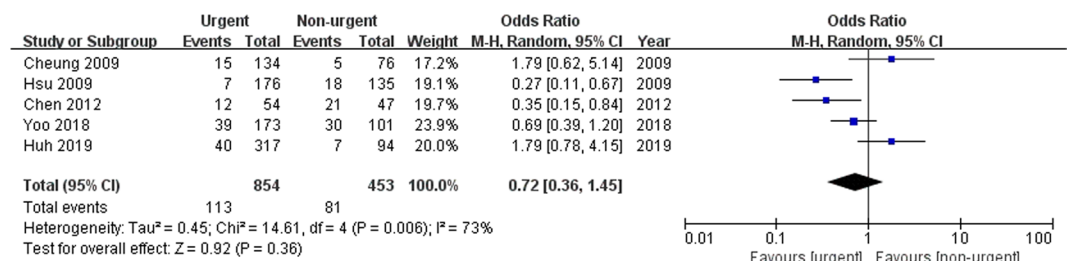 Urgent Non-urgent Odds Ratio Odds Ratio
Study or Subgroup Events Total Events Total Weight M-H, Random, 95% CI Year M-H, Random, 95% CI
Cheung 2009 15 134 5 76 17.2% 1.79 [0.62, 5.14] 2009
Hsu 2009 7 176 18 135 19.1% 0.27 [0.11, 0.67] 2009
Chen 2012 12 54 21 47 19.7% 0.35 [0.15, 0.84] 2012
Yoo 2018 39 173 30 101 23.9% 0.69 [0.39, 1.20] 2018
Huh 2019 40 317 7 94 20.0% 1.79 [0.78, 4.15] 2019
Total (95% CI) 854 453 100.0% 0.72 [0.36, 1.45]
Total events 113 81
Heterogeneity: Tau² = 0.45; Chi² = 14.61, df = 4 (P = 0.006); I² = 73%
Test for overall effect: Z = 0.92 (P = 0.36)
0.01 0.1 1 10 100
Favours [urgent] Favours [non-urgent]